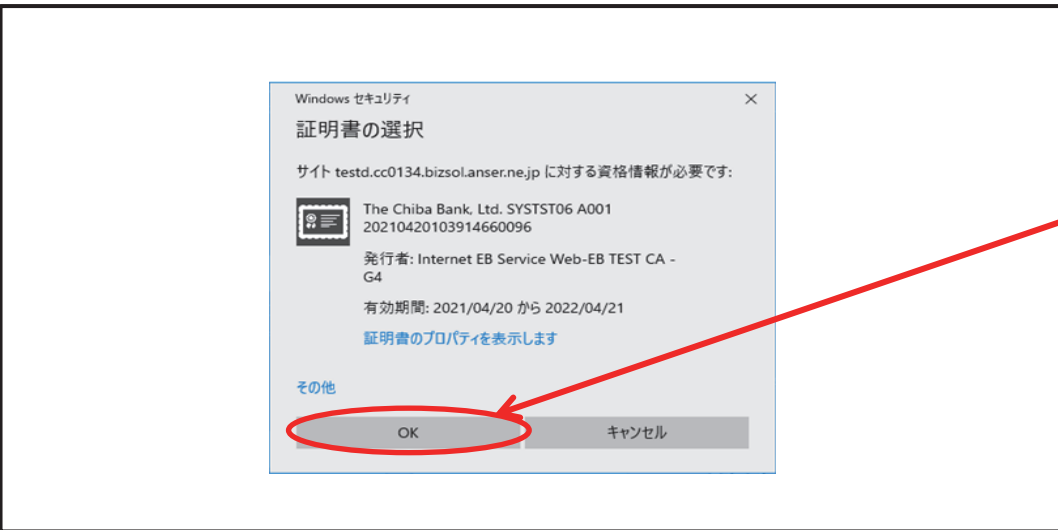 Windows セキュリティ
証明書の選択
サイト testd.cc0134.bizsol.anser.ne.jp に対する資格情報が必要です:
The Chiba Bank, Ltd. SYSTST06 A001
20210420103914660096
発行者: Internet EB Service Web-EB TEST CA -
G4
有効期間: 2021/04/20 から 2022/04/21
証明書のプロパティを表示します
その他
OK キャンセル